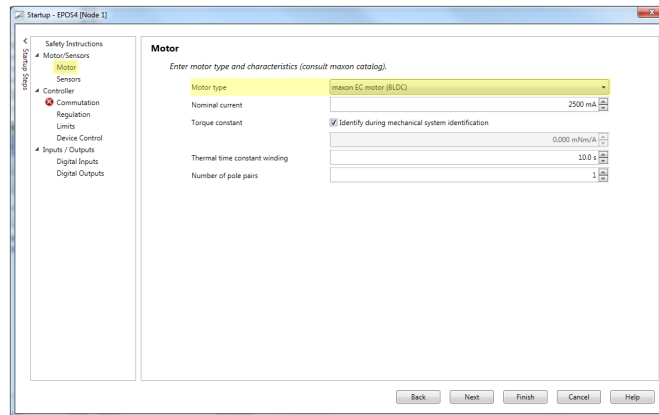 Startup - EPOS4 [Node 1]
Startup Steps
Safety Instructions
Motor/Sensors
Motor
Sensors
Controller
Commutation
Regulation
Limits
Device Control
Inputs / Outputs
Digital Inputs
Digital Outputs
Motor
Enter motor type and characteristics (consult maxon catalog).
Motor type maxon EC motor (BLDC)
Nominal current 2500 mA
Torque constant Identify during mechanical system identification
0.000 mNm/A
Thermal time constant winding 10.0 s
Number of pole pairs 1
Back Next Finish Cancel Help